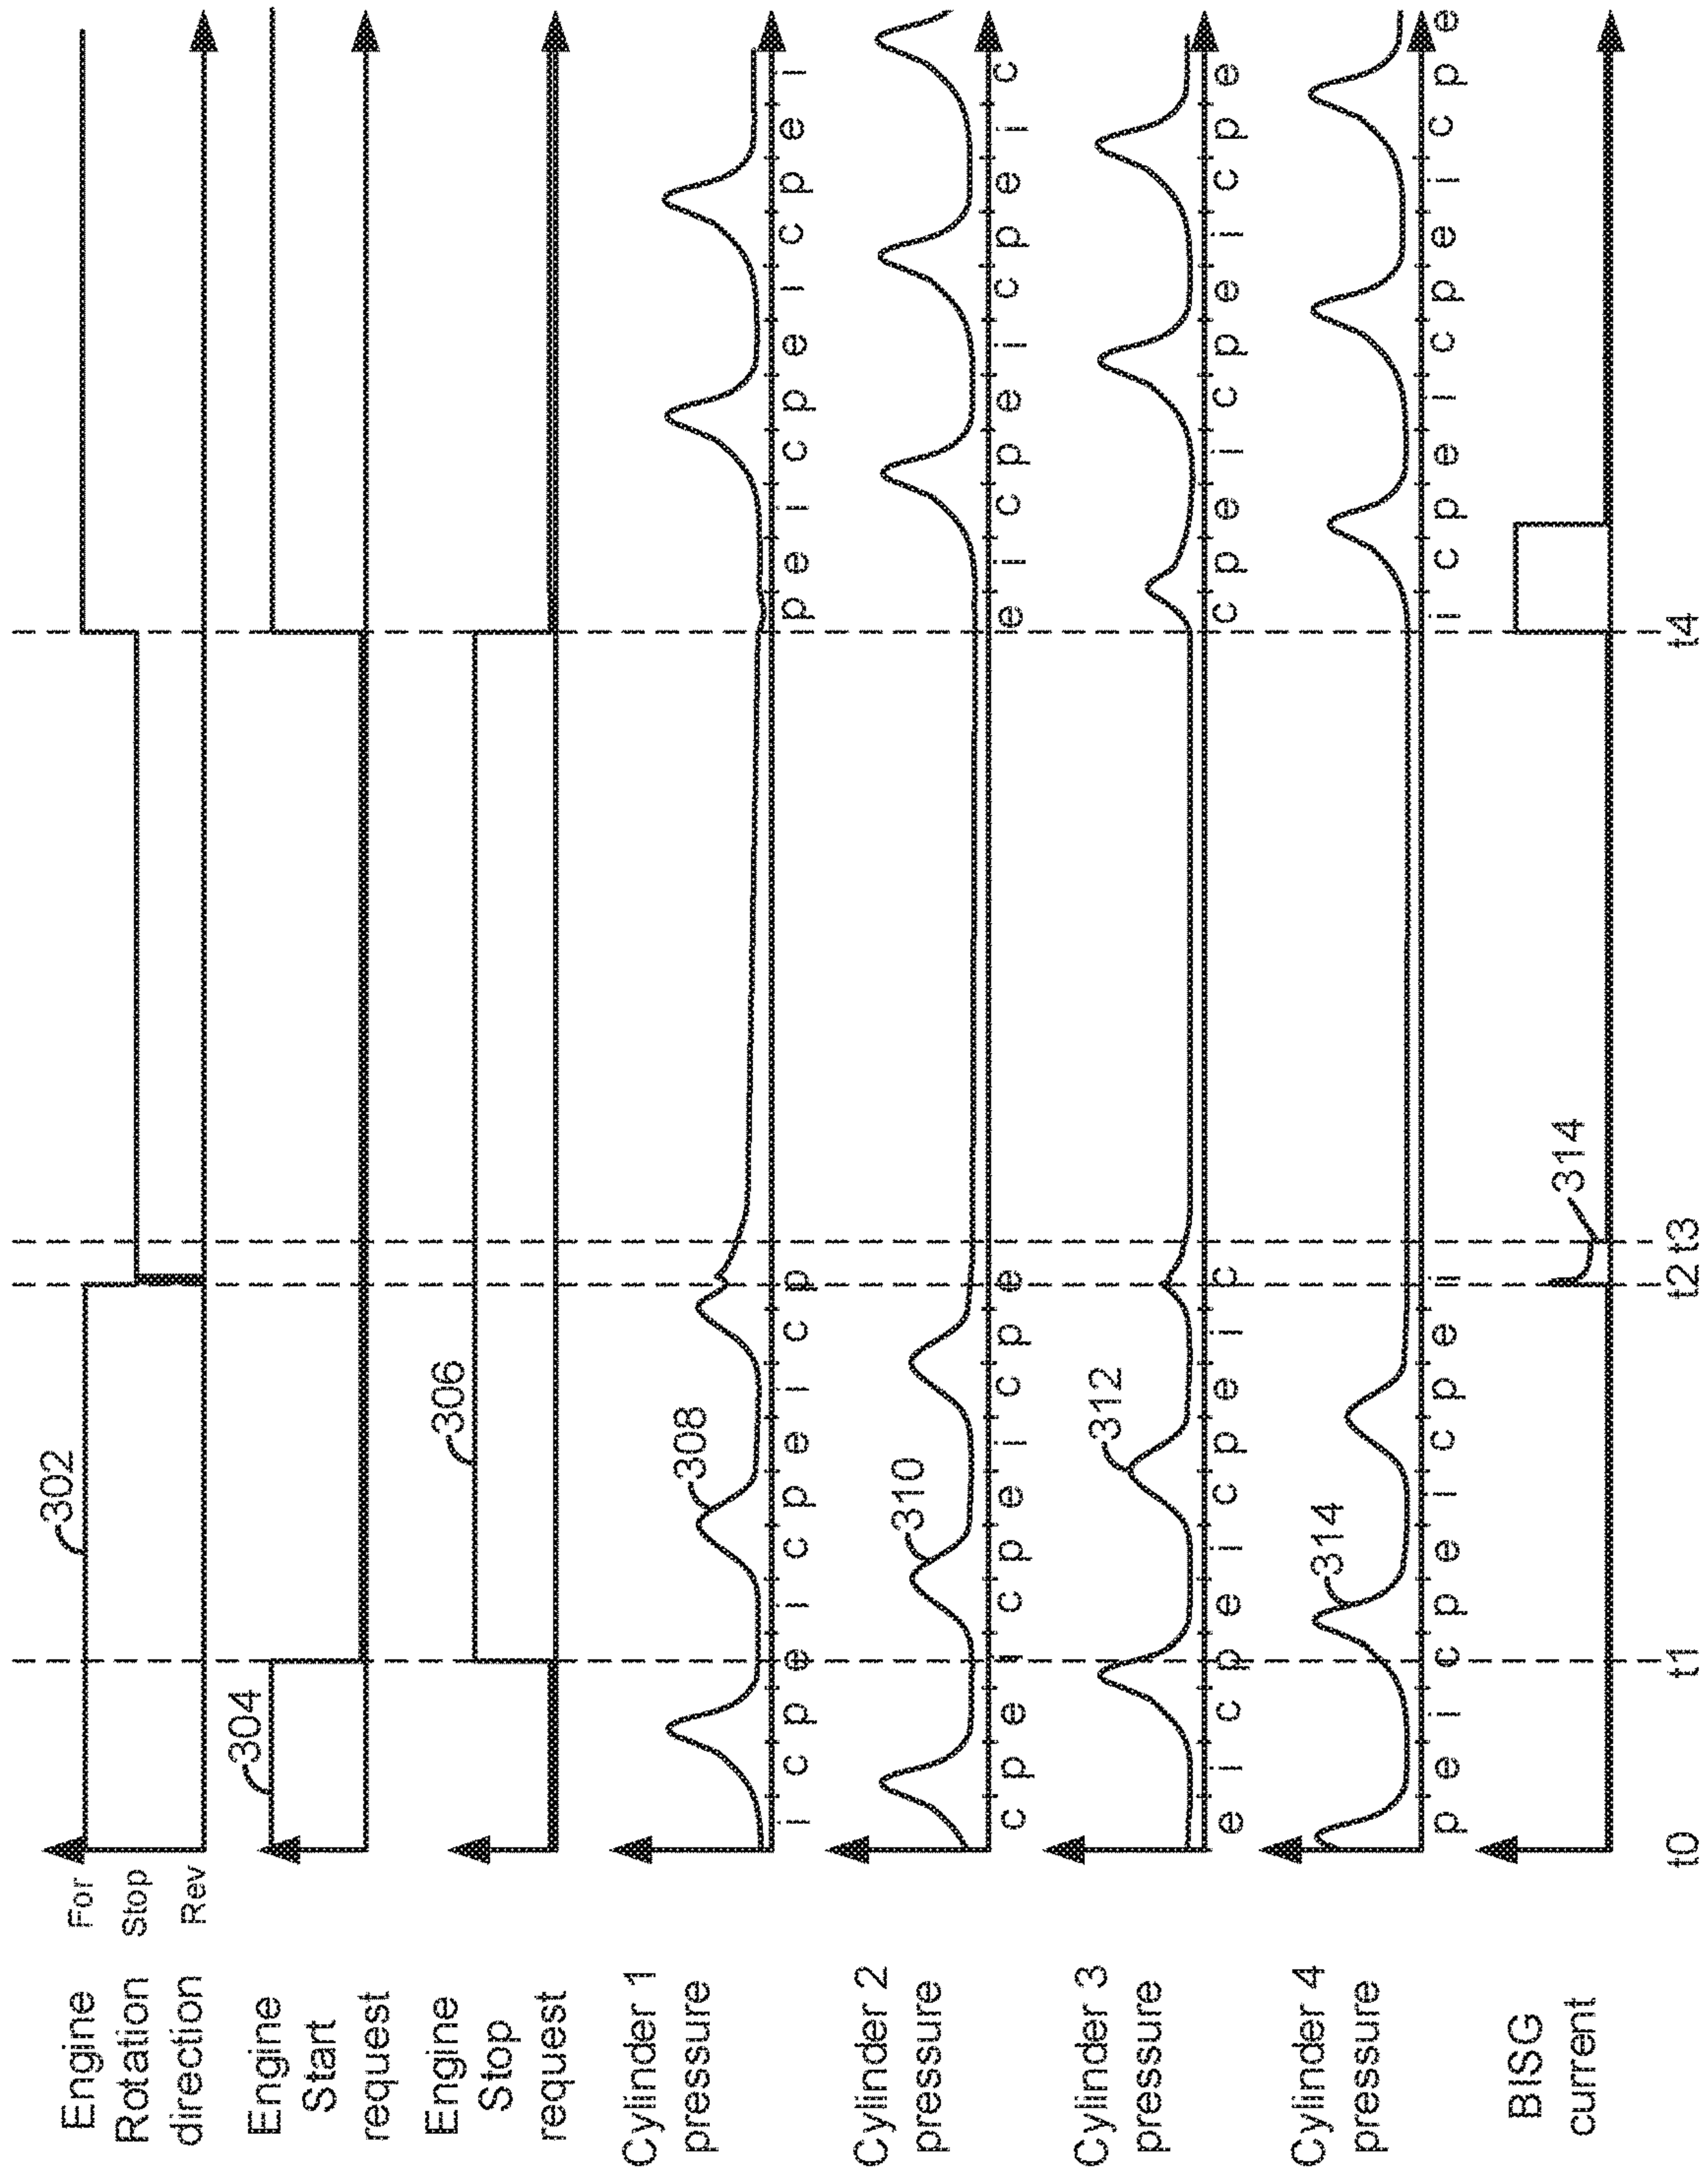 302
Engine
Rotation
direction
For
Stop
Rev
304
Engine
Start
request
306
Engine
Stop
request
308
Cylinder 1
pressure
i c p e i c p e i c p p e i c p e i c p e i
310
Cylinder 2
pressure
c p e i c p e i c p e e i c p e i c p e i c
312
Cylinder 3
pressure
e i c p e i c p e i c c p e i c p e i c p e
314
Cylinder 4
pressure
p e i c p e i c p e i i c p e i c p e i c p e
314
BISG
current
t0 t1 t2 t3 t4